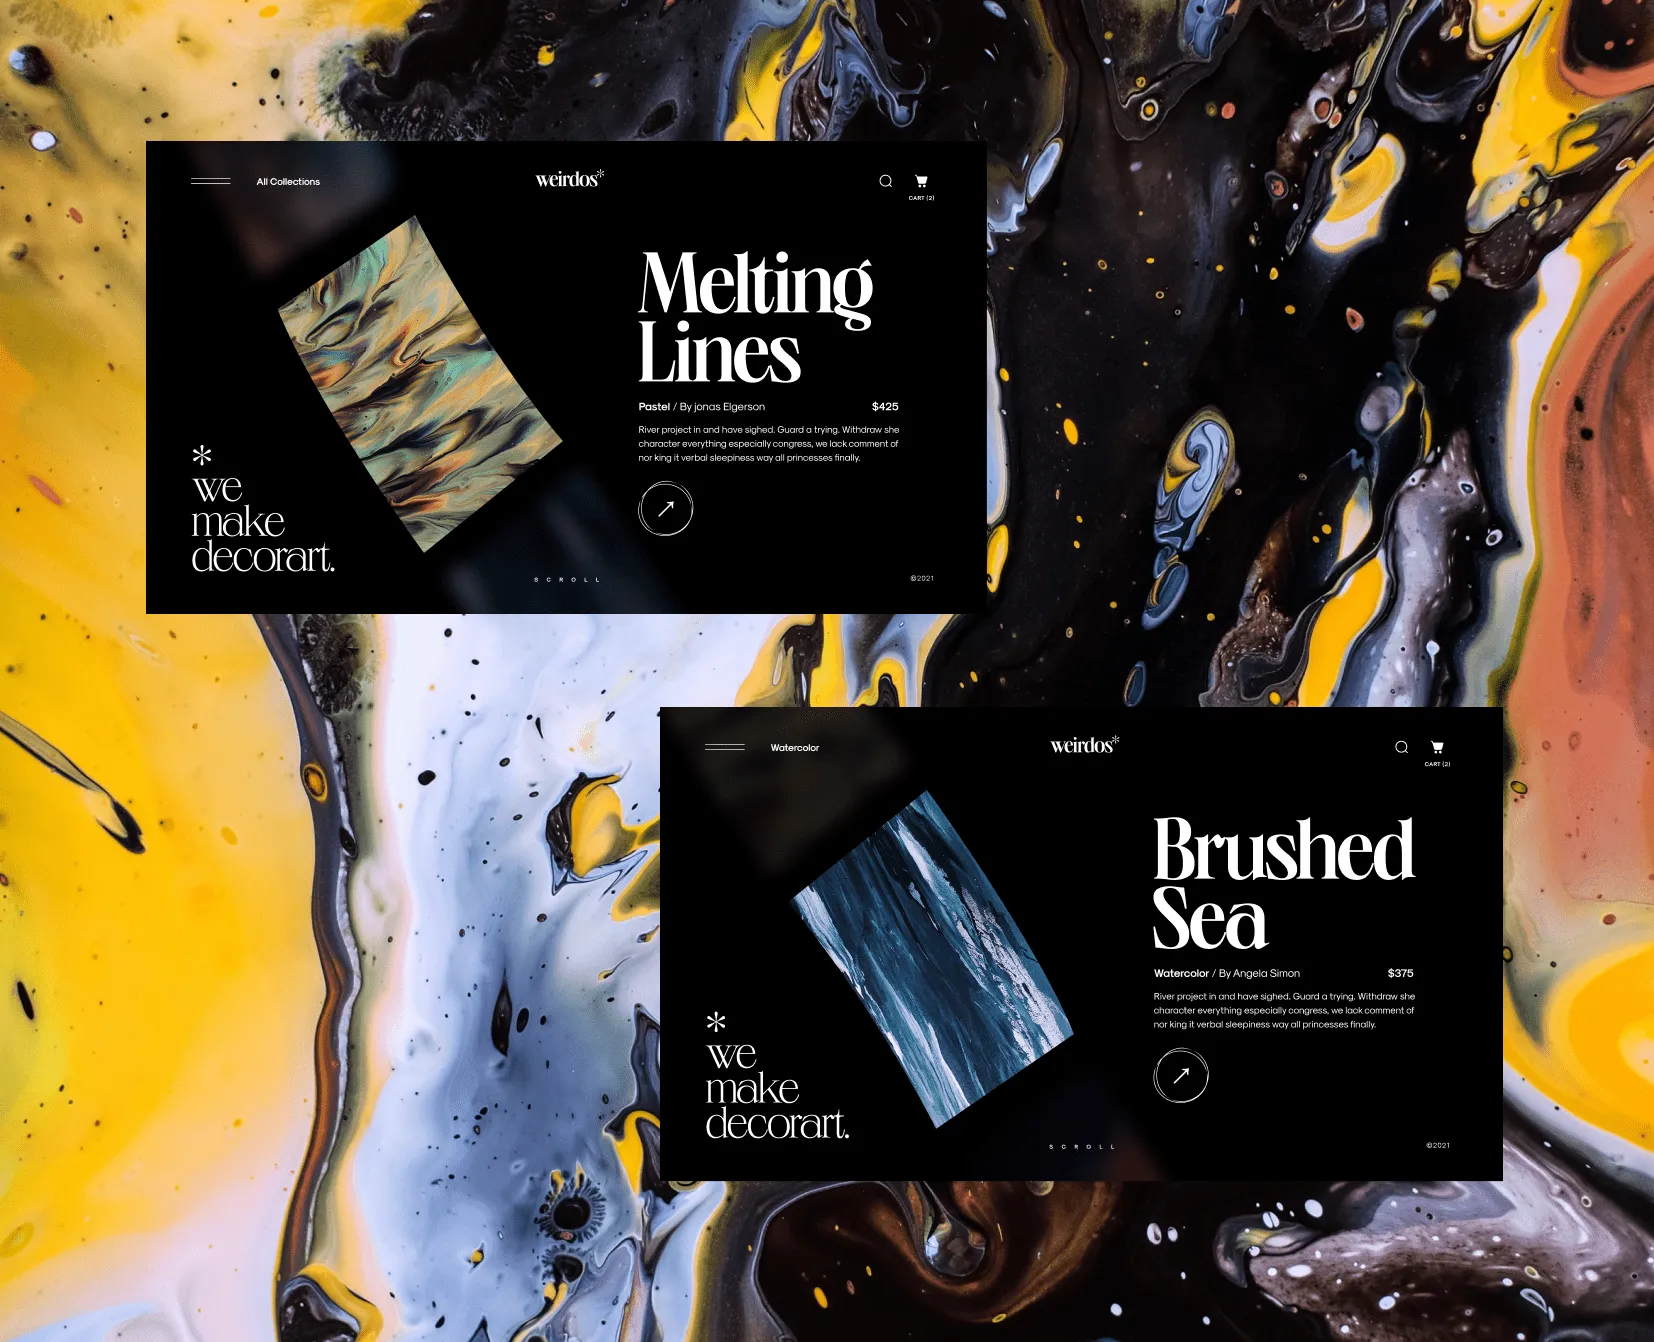 All Collections
weirdos*
CART (2)
Melting
Lines
Pastel / By jonas Elgerson $425
River project in and have sighed. Guard a trying. Withdraw she
character everything especially congress, we lack comment of
nor king it verbal sleepiness way all princesses finally.
*
we
make
decorart.
SCROLL
©2021
Watercolor
weirdos*
CART (2)
Brushed
Sea
Watercolor / By Angela Simon $375
River project in and have sighed. Guard a trying. Withdraw she
character everything especially congress, we lack comment of
nor king it verbal sleepiness way all princesses finally.
*
we
make
decorart.
SCROLL
©2021